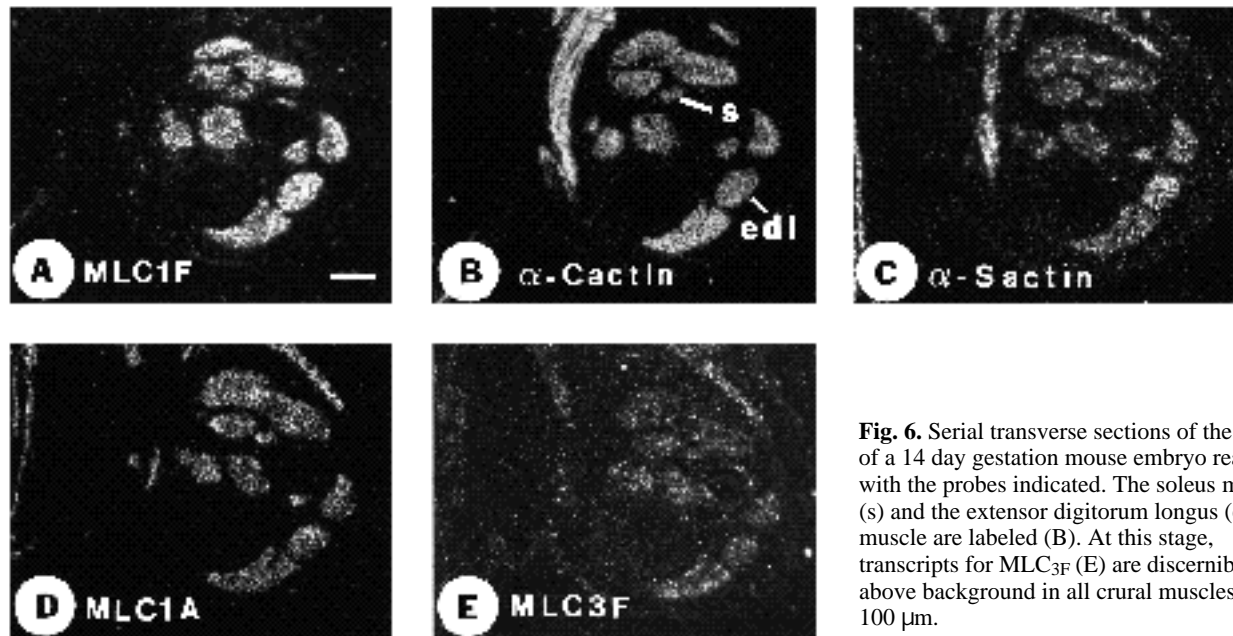 A MLC1F
B α-Cactin
s
edl
C α-Sactin
D MLC1A
E MLC3F
Fig. 6. Serial transverse sections of the
of a 14 day gestation mouse embryo rea
with the probes indicated. The soleus m
(s) and the extensor digitorum longus (
muscle are labeled (B). At this stage,
transcripts for MLC3F (E) are discernib
above background in all crural muscles
100 µm.